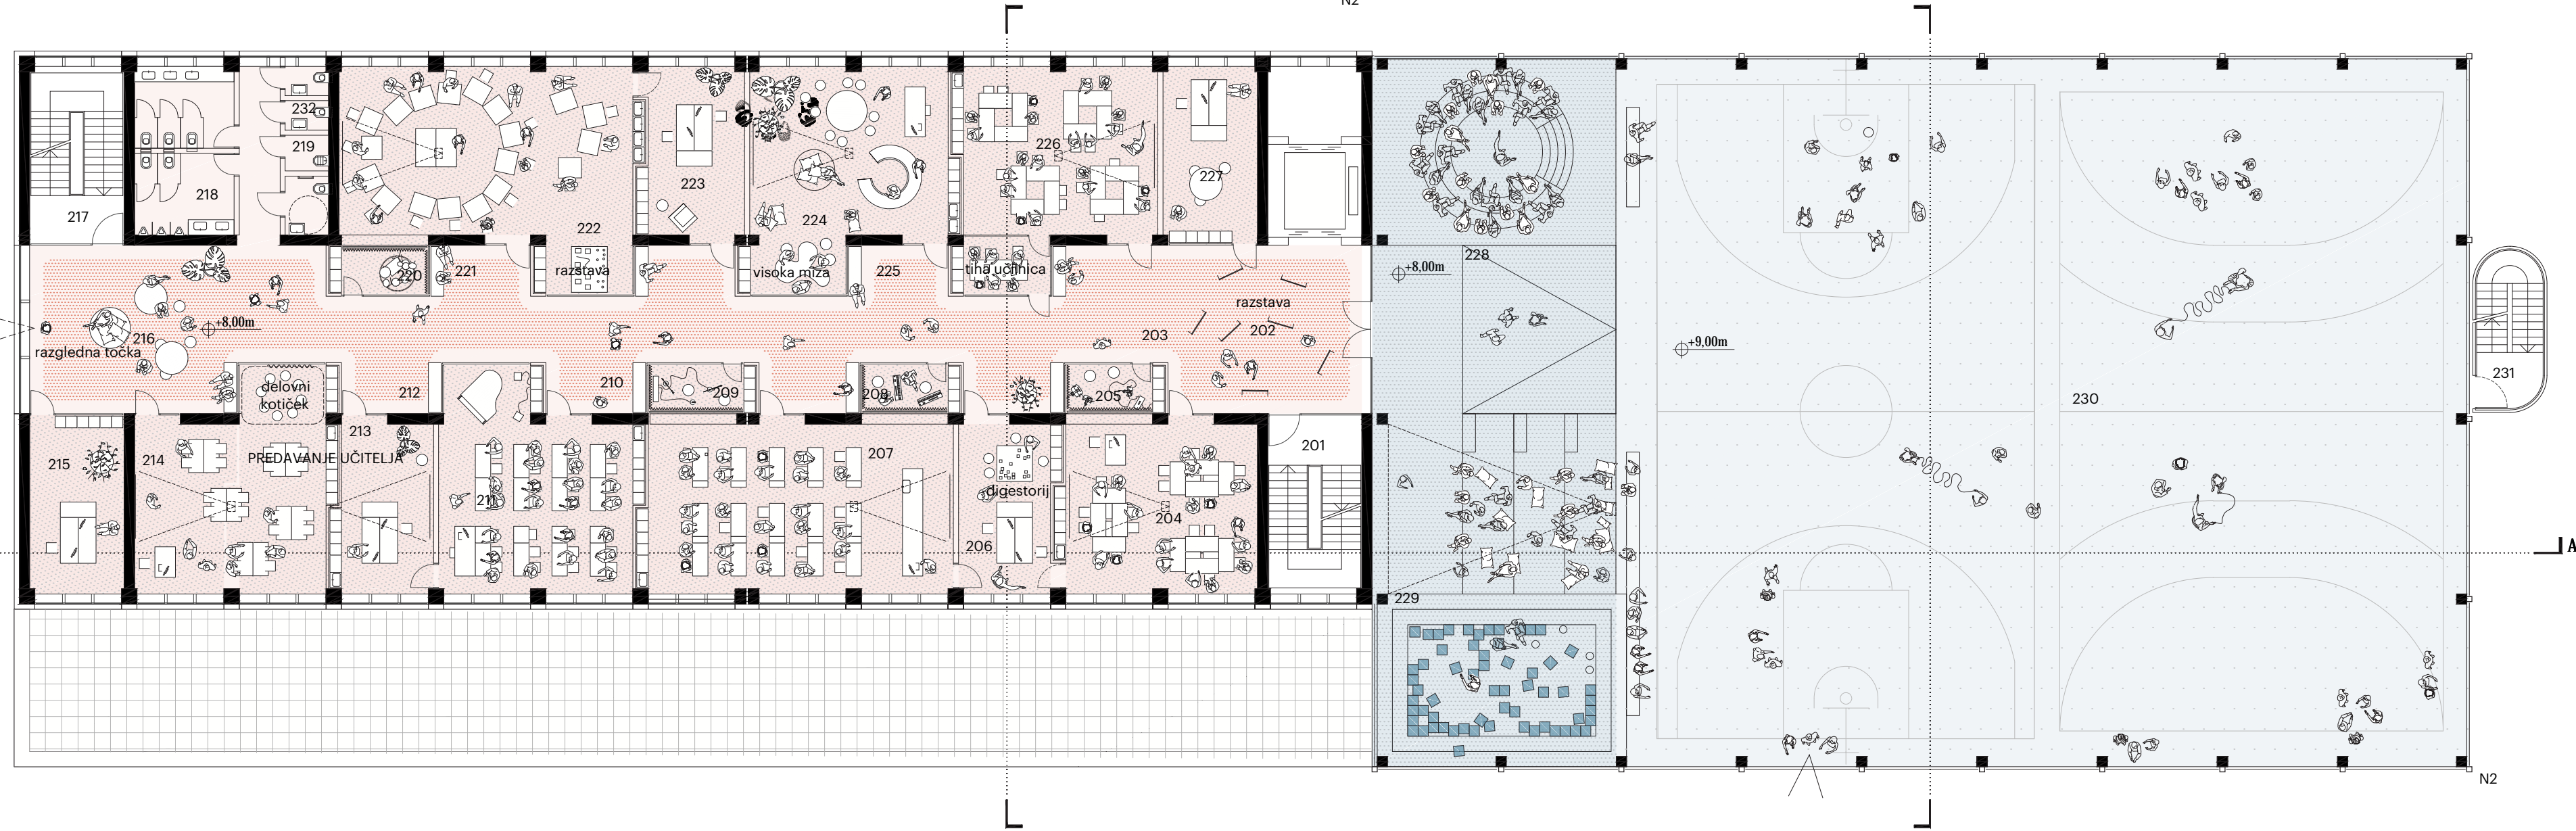 N2
232
219
218
217
223
226
227
222
224
228
220
221
razstava
visoka miza
225
tiha učilnica
+8,00m
razstava
+8,00m
203
202
216
razgledna točka
+9,00m
231
delovni
kotiček
212
210
209
208
205
230
213
201
215
214
PREDAVANJE UČITELJA
207
digestorij
211
204
206
A
229
N2